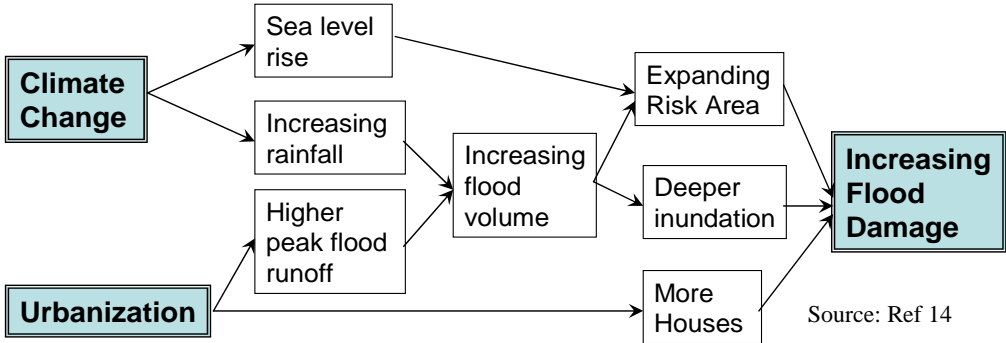 Climate
Change
Urbanization
Sea level
rise
Increasing
rainfall
Higher
peak flood
runoff
Increasing
flood
volume
Expanding
Risk Area
Deeper
inundation
More
Houses
Increasing
Flood
Damage
Source: Ref 14